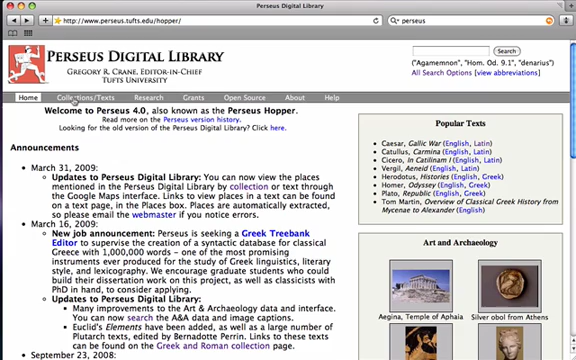 Perseus Digital Library
http://www.perseus.tufts.edu/hopper/
perseus
PERSEUS DIGITAL LIBRARY
GREGORY R. CRANE, EDITOR-IN-CHIEF
TUFTS UNIVERSITY
Search
("Agamemnon", "Hom. Od. 9.1", "denarius")
All Search Options [view abbreviations]
Home Collections/Texts Research Grants Open Source About Help
Welcome to Perseus 4.0, also known as the Perseus Hopper.
Read more on the Perseus version history.
Looking for the old version of the Perseus Digital Library? Click here.
Announcements
• March 31, 2009:
Updates to Perseus Digital Library: You can now view the places
mentioned in the Perseus Digital Library by collection or text through
the Google Maps interface. Links to view places in a text can be found
on a text page, in the Places box. Places are automatically extracted,
so please email the webmaster if you notice errors.
• March 16, 2009:
New job announcement: Perseus is seeking a Greek Treebank
Editor to supervise the creation of a syntactic database for classical
Greece with 1,000,000 words - one of the most promising
instruments ever produced for the study of Greek linguistics, literary
style, and lexicography. We encourage graduate students who could
build their dissertation work on this project, as well as classicists with
PhD in hand, to consider applying.
Updates to Perseus Digital Library:
▪ Many improvements to the Art & Archaeology data and interface.
You can now search the A&A data and image captions.
▪ Euclid's Elements have been added, as well as a large number of
Plutarch texts, edited by Bernadotte Perrin. Links to these
texts can be found on the Greek and Roman collection page.
• September 23, 2008:
Popular Texts
• Caesar, Gallic War (English, Latin)
• Catullus, Carmina (English, Latin)
• Cicero, In Catilinam I (English, Latin)
• Vergil, Aeneid (English, Latin)
• Herodotus, Histories (English, Greek)
• Homer, Odyssey (English, Greek)
• Plato, Republic (English, Greek)
• Tom Martin, Overview of Classical Greek History from
Mycenae to Alexander (English)
Art and Archaeology
Aegina, Temple of Aphaia
Silver obol from Athens